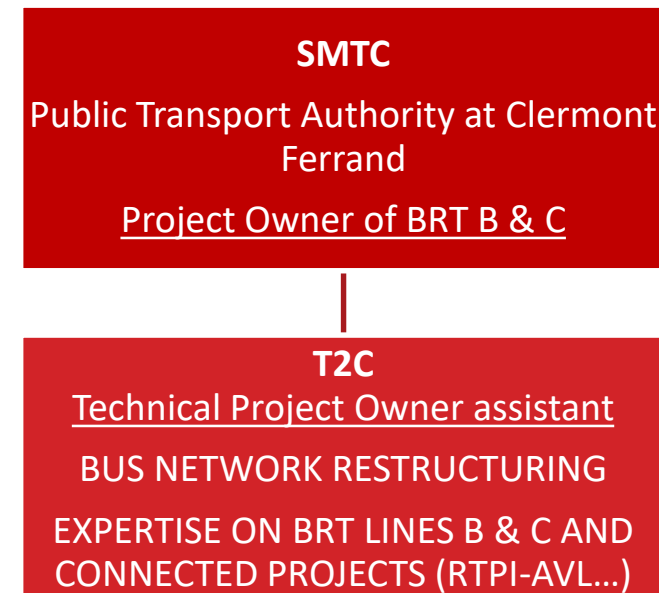 SMTC
Public Transport Authority at Clermont
Ferrand
Project Owner of BRT B & C
T2C
Technical Project Owner assistant
BUS NETWORK RESTRUCTURING
EXPERTISE ON BRT LINES B & C AND
CONNECTED PROJECTS (RTPI-AVL...)